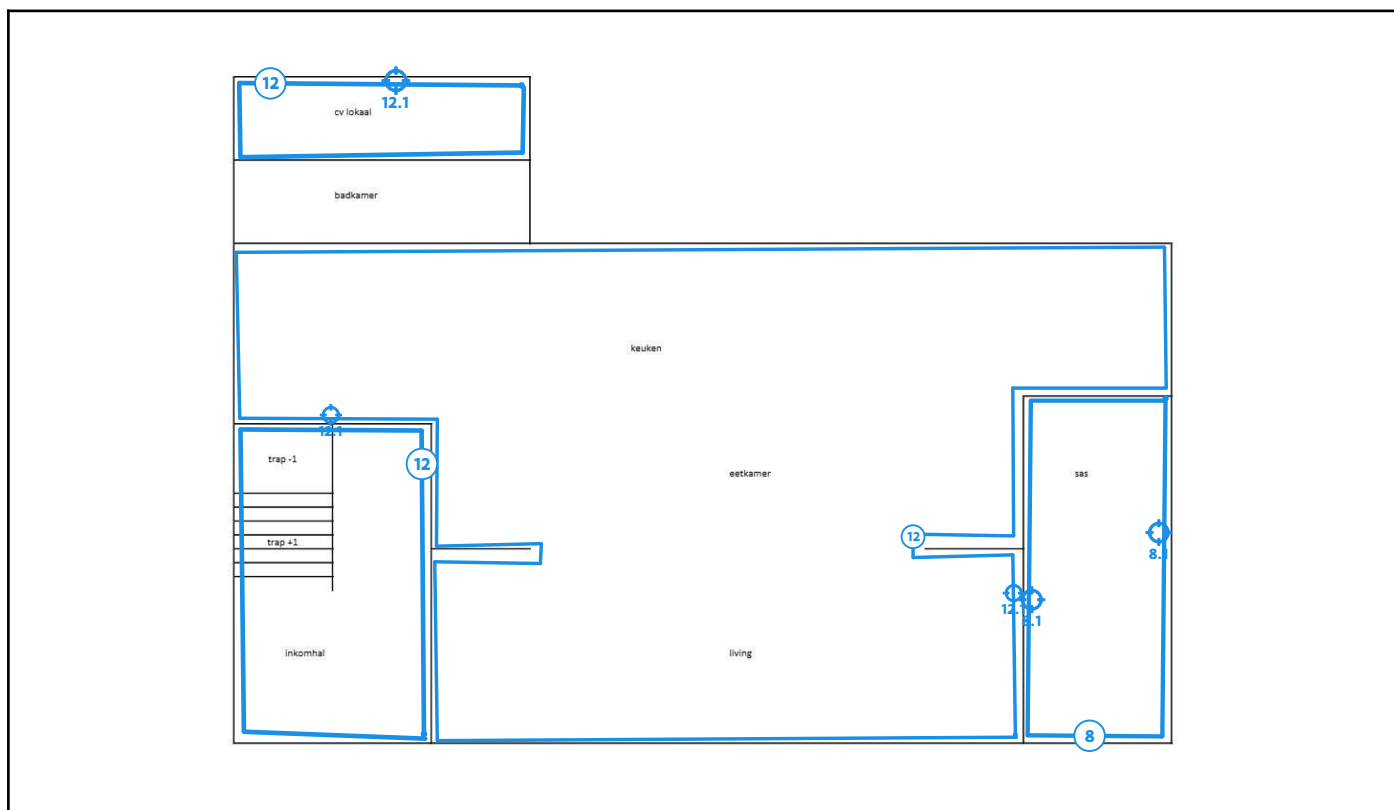 12
12.1
cv lokaal
badkamer
keuken
12.1
12
trap -1
eetkamer
sas
trap +1
12
8.1
12.
8.1
inkomhal
living
8